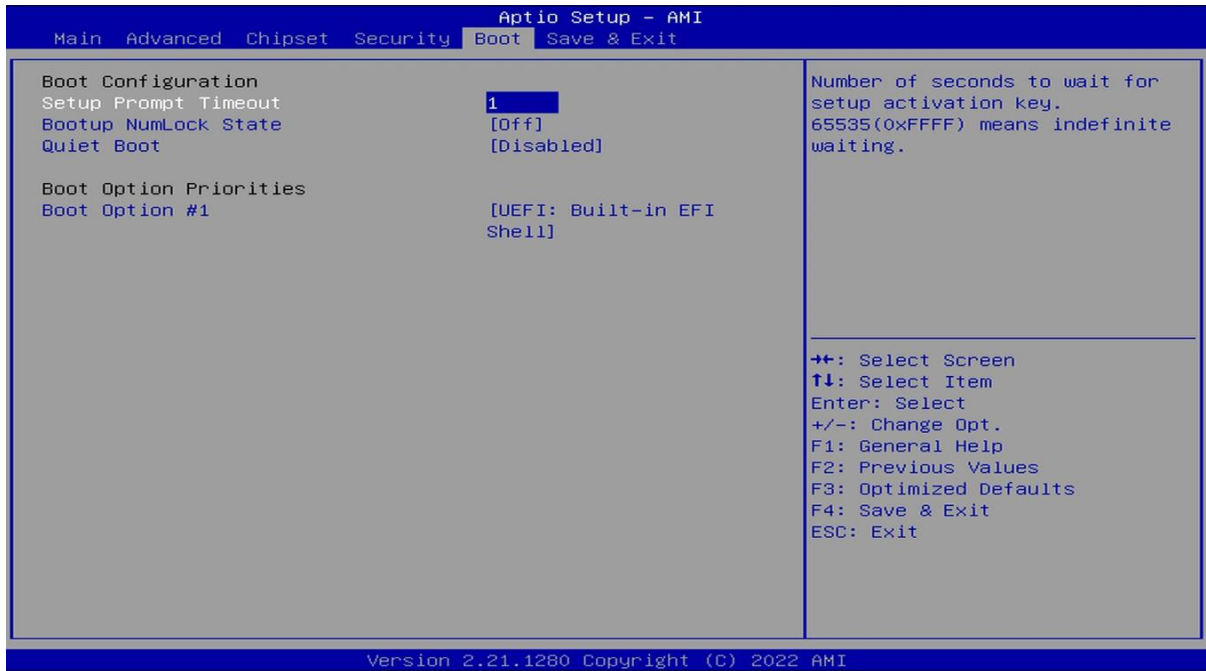 Aptio Setup – AMI
Main Advanced Chipset Security Boot Save & Exit
Boot Configuration
Setup Prompt Timeout 1
Bootup NumLock State [Off]
Quiet Boot [Disabled]
Boot Option Priorities
Boot Option #1 [UEFI: Built-in EFI
Shell]
Number of seconds to wait for
setup activation key.
65535(0xFFFF) means indefinite
waiting.
→←: Select Screen
↑↓: Select Item
Enter: Select
+/-: Change Opt.
F1: General Help
F2: Previous Values
F3: Optimized Defaults
F4: Save & Exit
ESC: Exit
Version 2.21.1280 Copyright (C) 2022 AMI